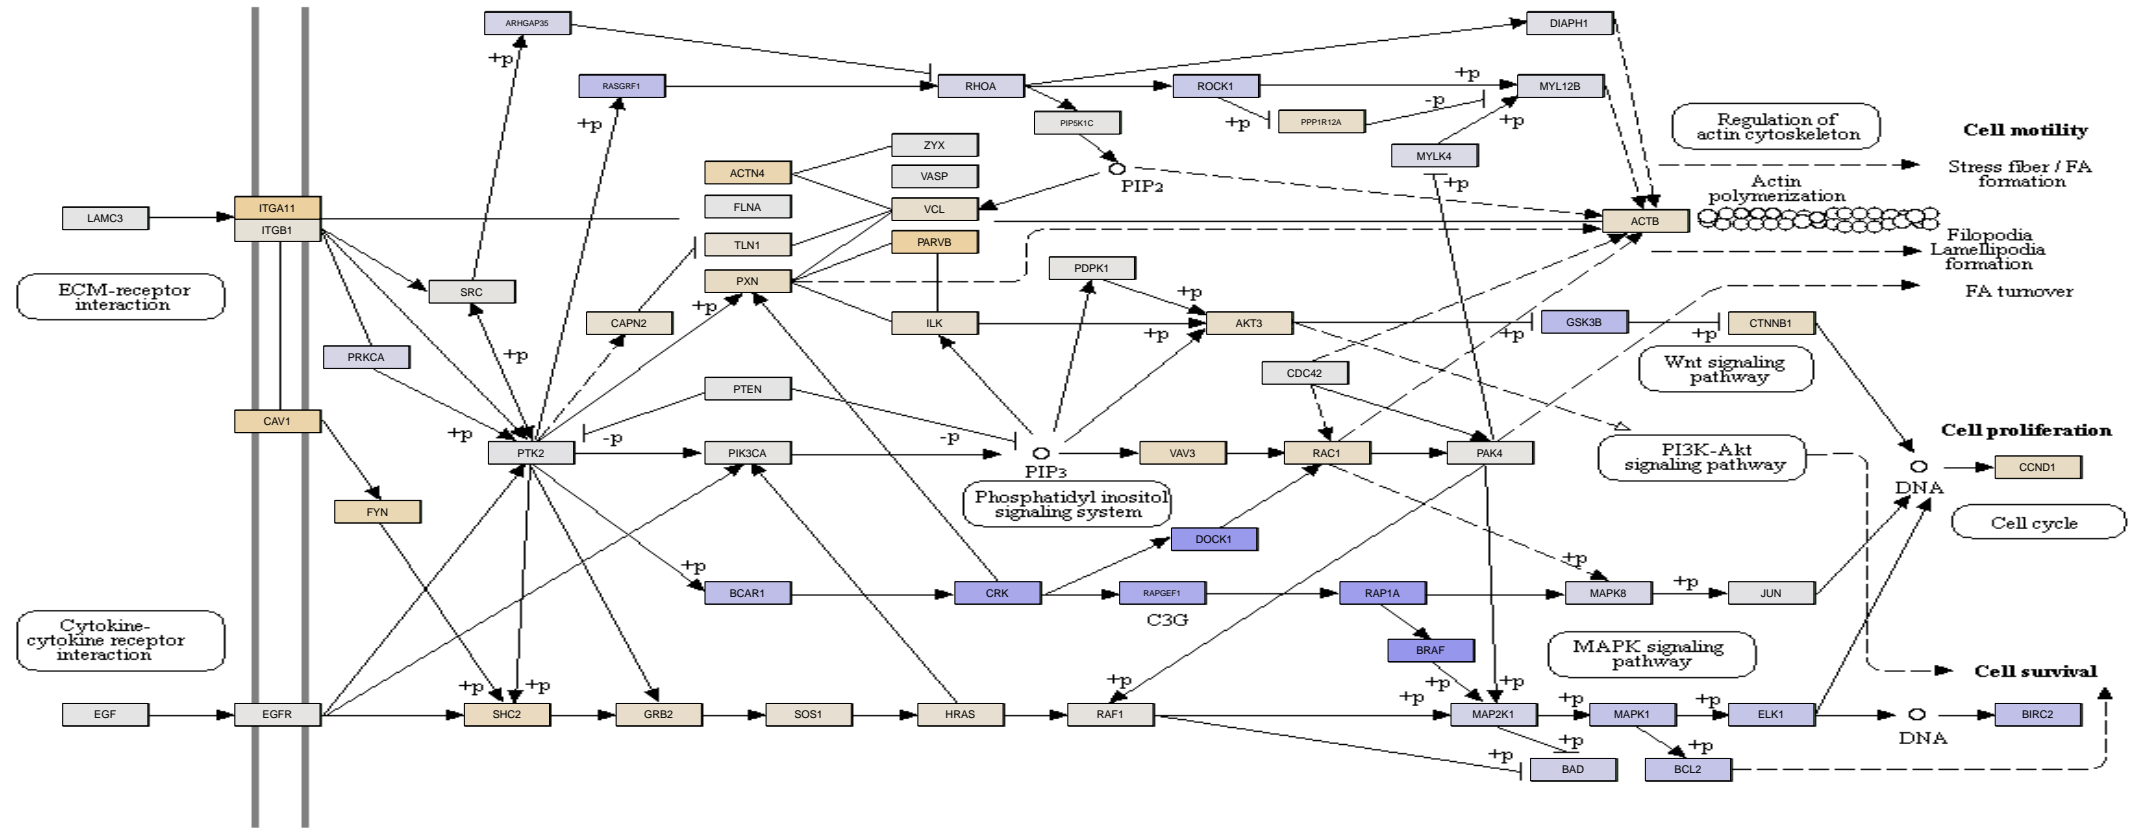 ARHGAP35
DIAPH1
+p
RASGRF1
RHOA
ROCK1
+p
MYL12B
+p
PIP5K1C
+p
PPP1R12A
-p
+p
Regulation of
actin cytoskeleton
Cell motility
ZYX
MYLK4
ACTN4
VASP
PIP2
+p
Stress fiber / FA
formation
Actin
polymerization
LAMC3
ITGA11
ITGB1
FLNA
VCL
ACTB
TLN1
PARVB
Filopodia
Lamellipodia
formation
ECM-receptor
interaction
SRC
PXN
PDPK1
+p
FA turnover
+p
CAPN2
ILK
+p
AKT3
+p
GSK3B
+p
CTNNB1
PRKCA
+p
Wnt signaling
pathway
PTEN
CDC42
CAV1
+p
-p
-p
Cell proliferation
PTK2
PIK3CA
PIP3
VAV3
RAC1
PAK4
PI3K-Akt
signaling pathway
CCND1
DNA
Phosphatidyl inositol
signaling system
FYN
Cell cycle
DOCK1
+p
+p
+p
BCAR1
CRK
RAPGEF1
C3G
RAP1A
MAPK8
JUN
Cytokine-
cytokine receptor
interaction
BRAF
MAPK signaling
pathway
Cell survival
+p
+p
+p
+p
+p
+p
+p
+p
EGF
EGFR
SHC2
GRB2
SOS1
HRAS
RAF1
MAP2K1
MAPK1
ELK1
DNA
BIRC2
+p
+p
+p
BAD
BCL2